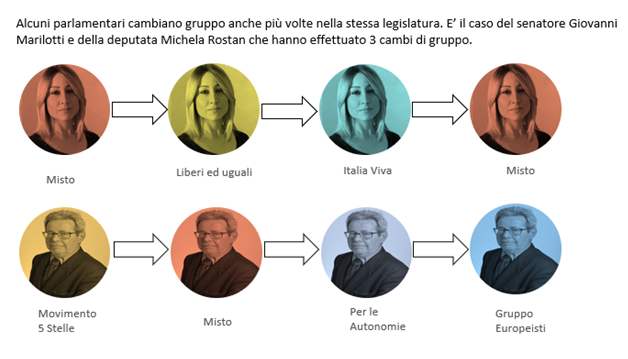 Alcuni parlamentari cambiano gruppo anche più volte nella stessa legislatura. E’ il caso del senatore Giovanni
Marilotti e della deputata Michela Rostan che hanno effettuato 3 cambi di gruppo.
Misto
Liberi ed uguali
Italia Viva
Misto
Movimento
5 Stelle
Misto
Per le
Autonomie
Gruppo
Europeisti